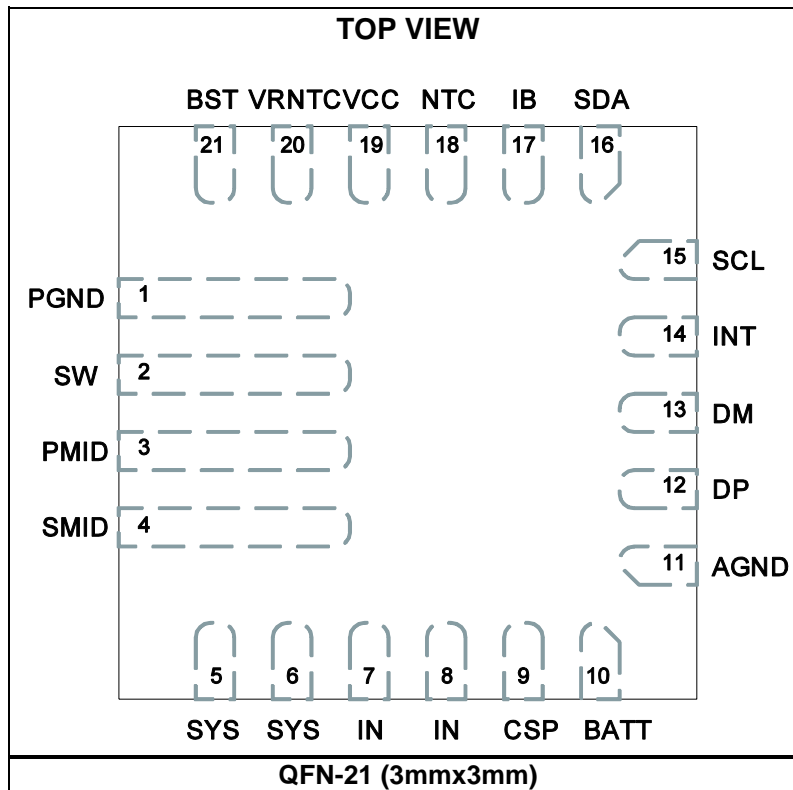 TOP VIEW
BST VRNTC VCC NTC IB SDA
21 20 19 18 17 16
15 SCL
PGND 1
14 INT
SW 2
13 DM
PMID 3
12 DP
SMID 4
11 AGND
5 6 7 8 9 10
SYS SYS IN IN CSP BATT
QFN-21 (3mmx3mm)